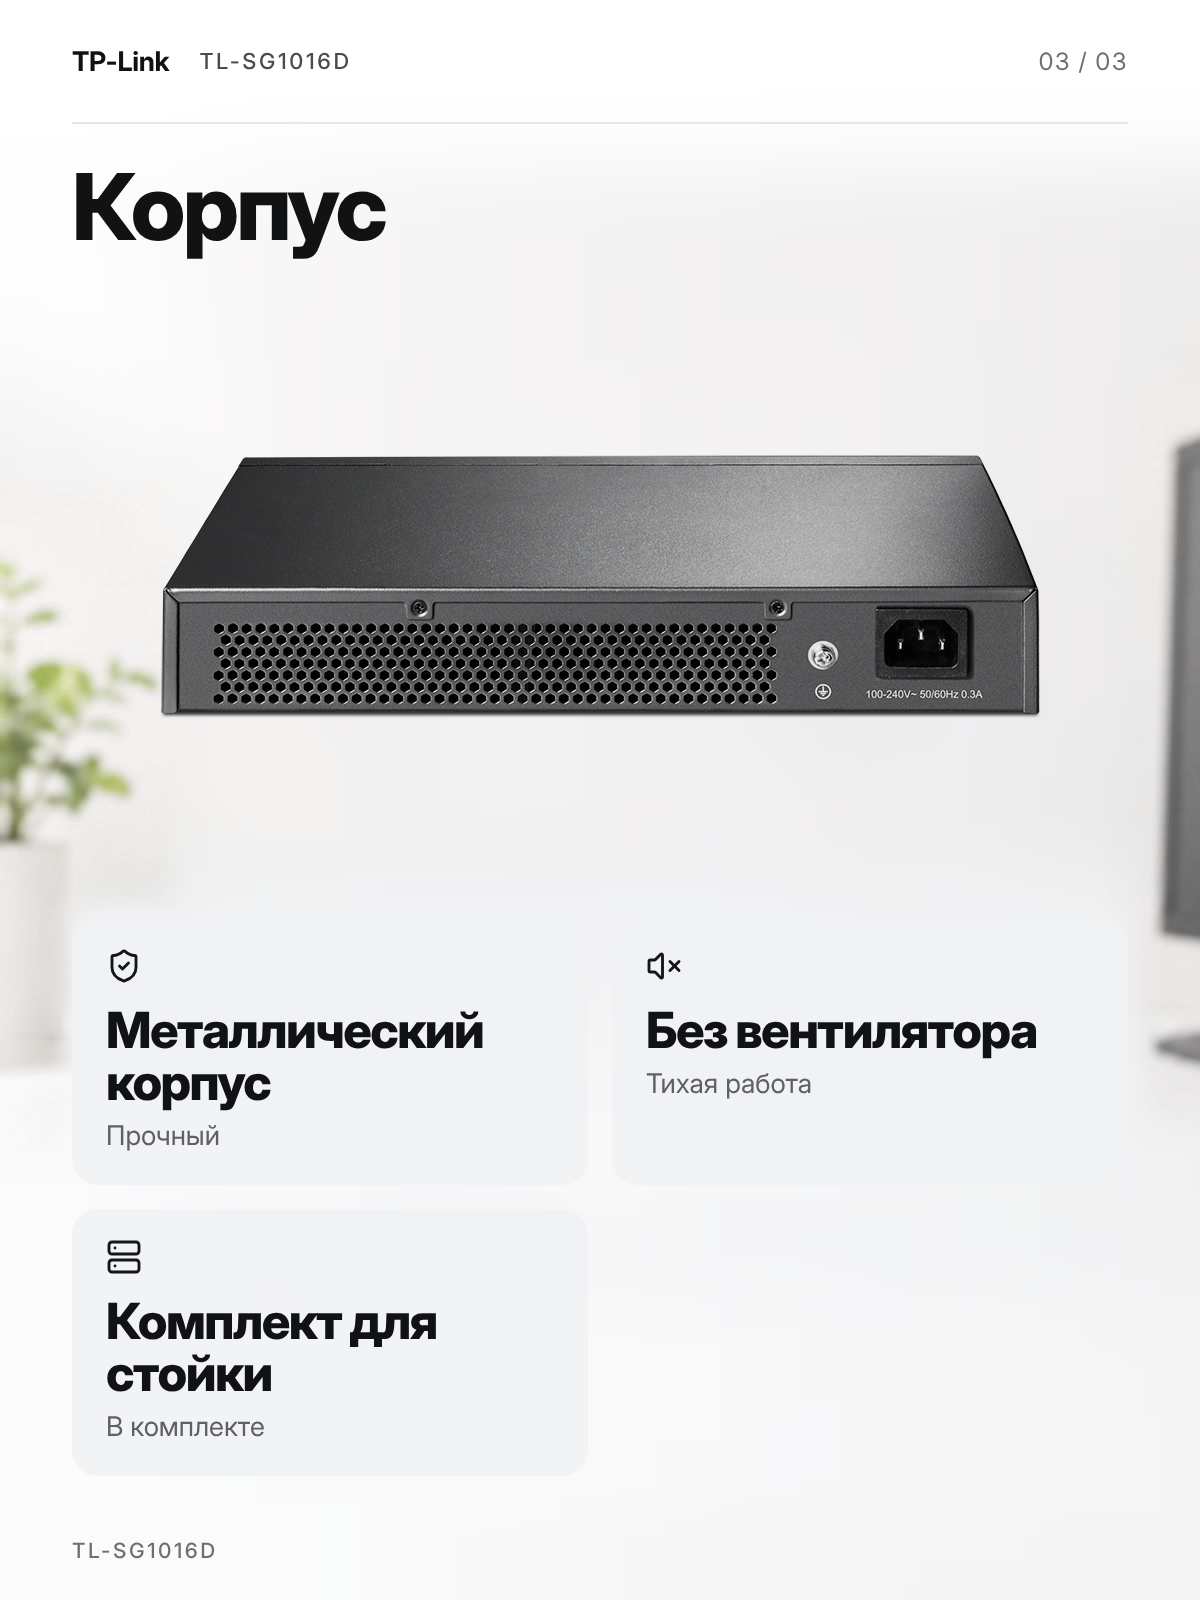 TP-Link TL-SG1016D 03 / 03
Корпус
100-240V~ 50/60Hz 0.3A
Металлический
корпус
Прочный
Без вентилятора
Тихая работа
Комплект для
стойки
В комплекте
TL-SG1016D